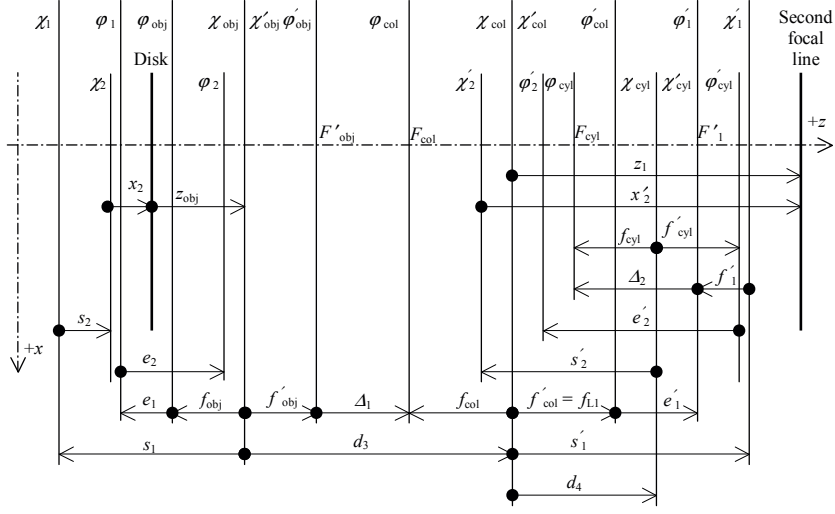 χ1 φ1 φobj χobj χ′obj φ′obj φcol χcol χ′col φ′col φ′1 χ′1 Second focal line
Disk
χ2 φ2 χ′2 φ′2 φcyl χcyl χ′cyl φ′cyl
F′obj Fcol Fcyl F′1 +z
z1
x2 zobj x′2
fcyl f′cyl
Δ2 f′1
s2 e′2
+x e2 s′2
e1 fobj f′obj Δ1 fcol f′col = fL1 e′1
s1 d3 s′1
d4